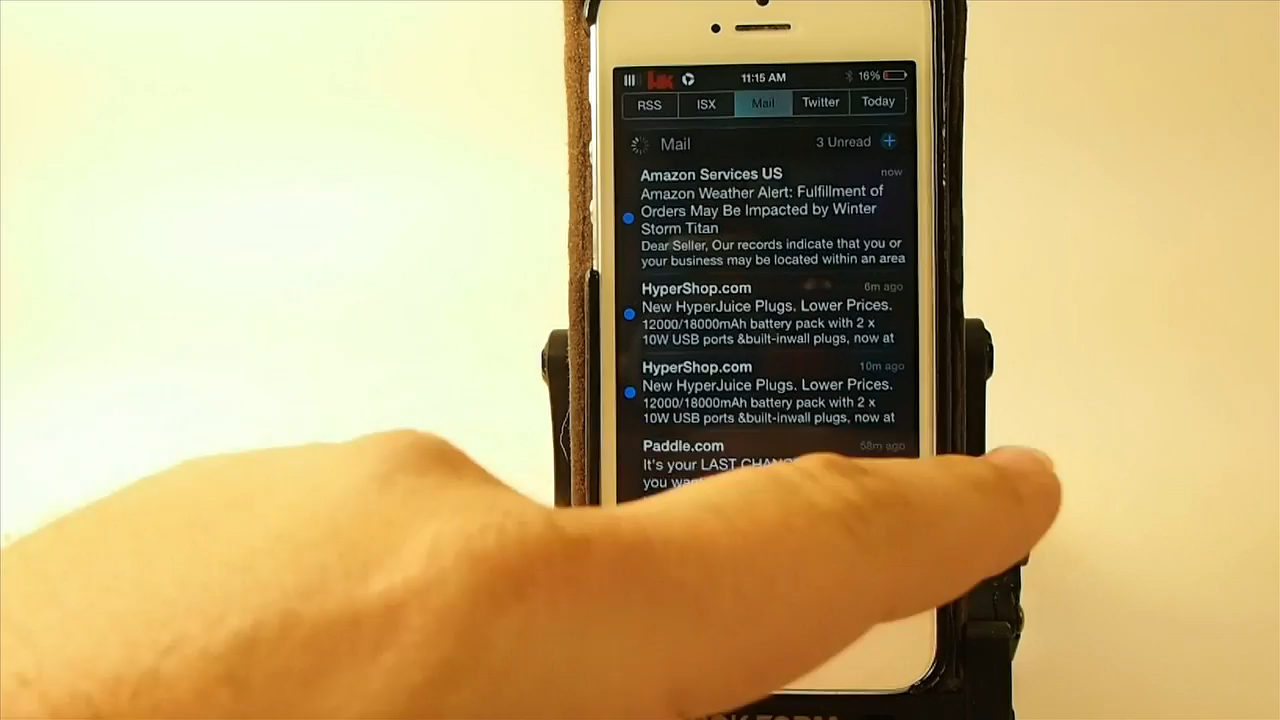 HK 11:15 AM 16%
RSS ISX Mail Twitter Today
Mail 3 Unread +
Amazon Services US now
Amazon Weather Alert: Fulfillment of
Orders May Be Impacted by Winter
Storm Titan
Dear Seller, Our records indicate that you or
your business may be located within an area
HyperShop.com 6m ago
New HyperJuice Plugs. Lower Prices.
12000/18000mAh battery pack with 2 x
10W USB ports &built-inwall plugs, now at
HyperShop.com 10m ago
New HyperJuice Plugs. Lower Prices.
12000/18000mAh battery pack with 2 x
10W USB ports &built-inwall plugs, now at
Paddle.com 58m ago
It's your LAST
you